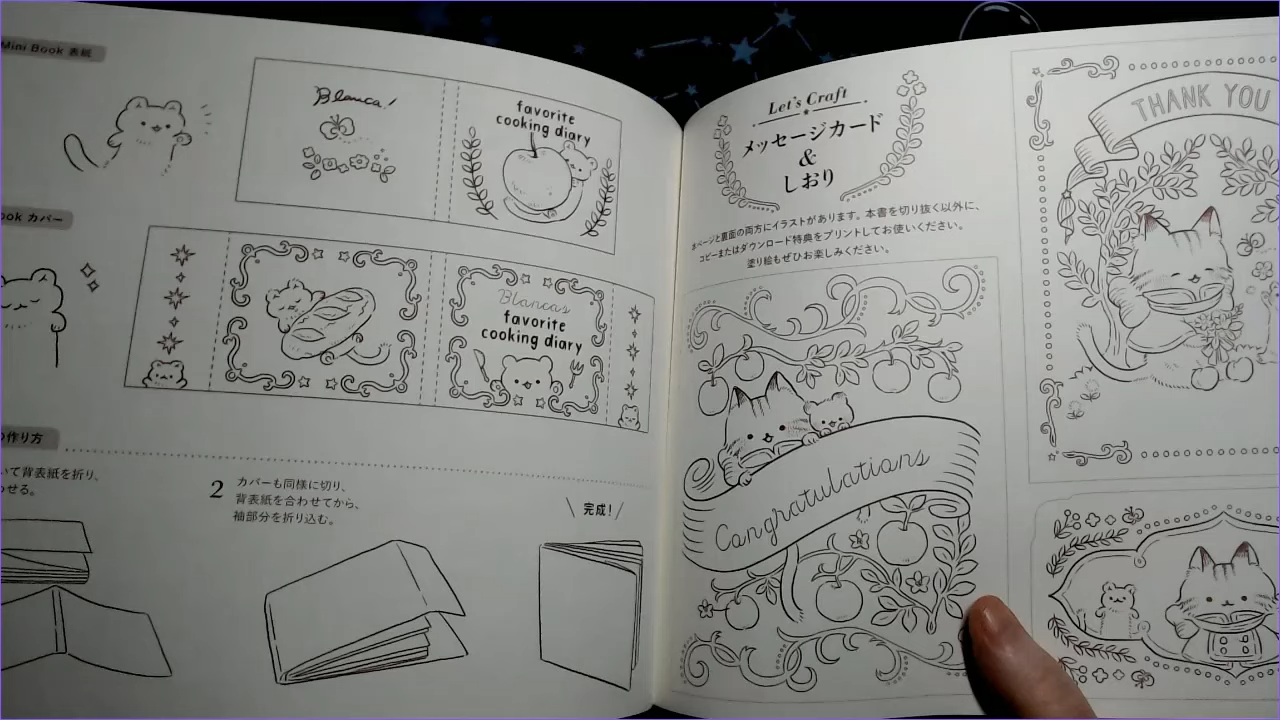 Mini Book 表紙
Blanca!
favorite
cooking diary
ook カバー
Blancas
favorite
cooking diary
の作り方
いて背表紙を折り、
わせる。
2
カバーも同様に切り、
背表紙を合わせてから、
袖部分を折り込む。
完成!
Let's Craft
メッセージカード
&
しおり
本ページと裏面の両方にイラストがあります。本書を切り抜く以外に、
コピーまたはダウンロード特典をプリントしてお使いください。
塗り絵もぜひお楽しみください。
Congratulations
THANK YOU